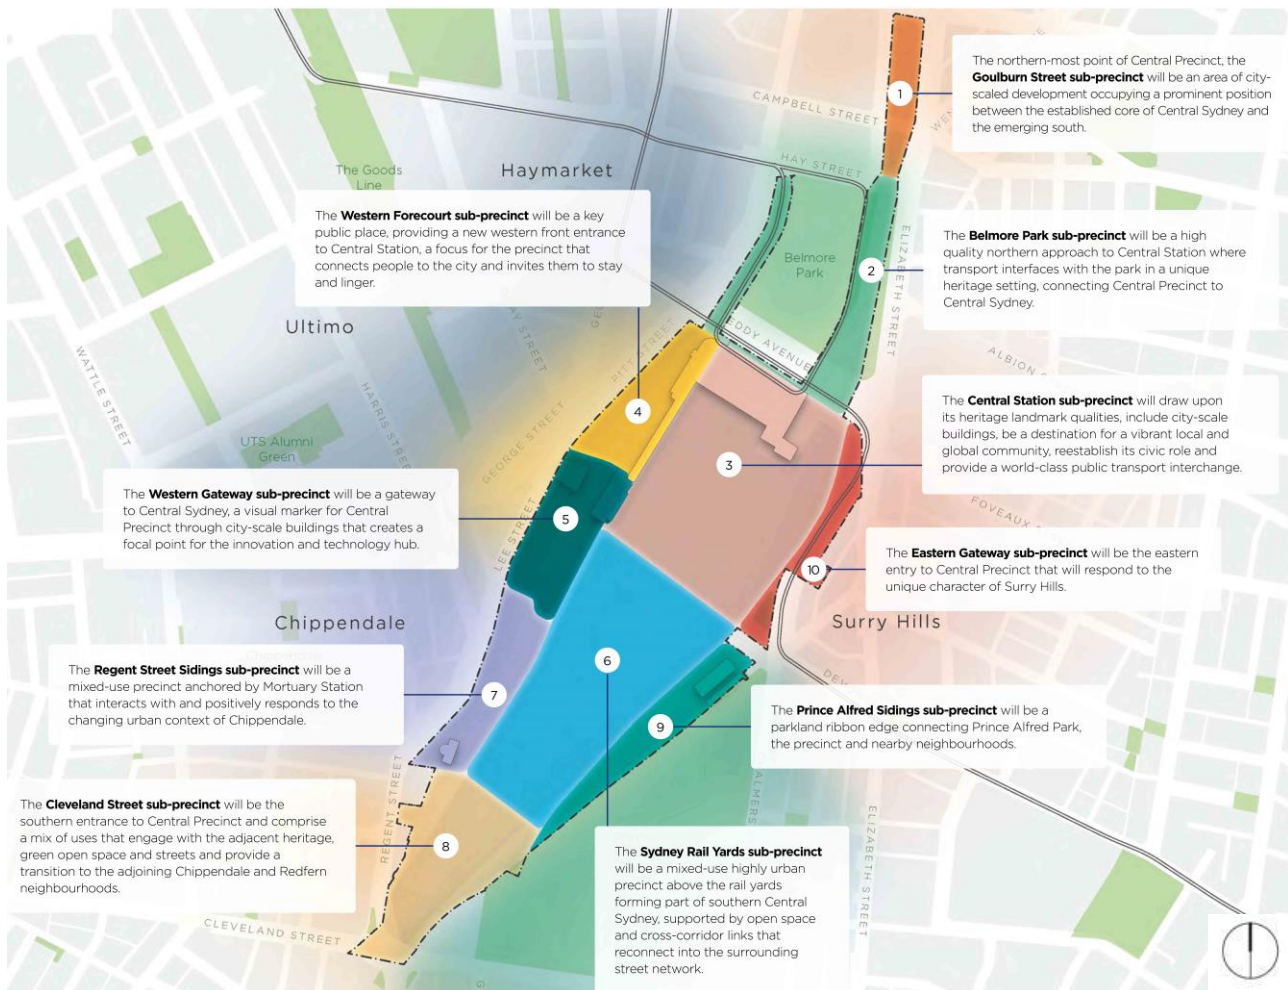 The northern-most point of Central Precinct, the
Goulburn Street sub-precinct will be an area of city-
scaled development occupying a prominent position
between the established core of Central Sydney and
the emerging south.
1
CAMPBELL STREET
HAY STREET
The Goods
Line
Haymarket
The Western Forecourt sub-precinct will be a key
public place, providing a new western front entrance
to Central Station, a focus for the precinct that
connects people to the city and invites them to stay
and linger.
Belmore
Park
2
ELIZABETH STREET
The Belmore Park sub-precinct will be a high
quality northern approach to Central Station where
transport interfaces with the park in a unique
heritage setting, connecting Central Precinct to
Central Sydney.
Ultimo
WATTLE STREET
HARRIS STREET
PITT STREET
EDDY AVENUE
ALBION
GEORGE STREET
4
The Central Station sub-precinct will draw upon
its heritage landmark qualities, include city-scale
buildings, be a destination for a vibrant local and
global community, reestablish its civic role and
provide a world-class public transport interchange.
3
UTS Alumni
Green
The Western Gateway sub-precinct will be a gateway
to Central Sydney, a visual marker for Central
Precinct through city-scale buildings that creates a
focal point for the innovation and technology hub.
LEE STREET
5
FOVEAUX
The Eastern Gateway sub-precinct will be the eastern
entry to Central Precinct that will respond to the
unique character of Surry Hills.
10
Chippendale
Surry Hills
The Regent Street Sidings sub-precinct will be a
mixed-use precinct anchored by Mortuary Station
that interacts with and positively responds to the
changing urban context of Chippendale.
7
6
9
The Prince Alfred Sidings sub-precinct will be a
parkland ribbon edge connecting Prince Alfred Park,
the precinct and nearby neighbourhoods.
REGENT STREET
The Cleveland Street sub-precinct will be the
southern entrance to Central Precinct and comprise
a mix of uses that engage with the adjacent heritage,
green open space and streets and provide a
transition to the adjoining Chippendale and Redfern
neighbourhoods.
8
CHALMERS
ELIZABETH STREET
The Sydney Rail Yards sub-precinct
will be a mixed-use highly urban
precinct above the rail yards
forming part of southern Central
Sydney, supported by open space
and cross-corridor links that
reconnect into the surrounding
street network.
CLEVELAND STREET